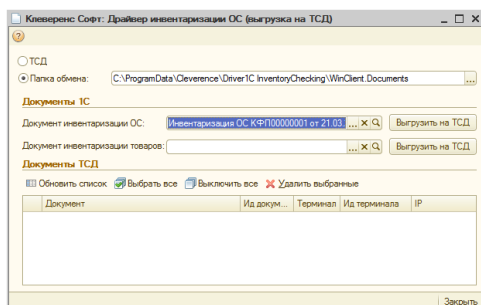 Клеверенс Софт: Драйвер инвентаризации ОС (выгрузка на ТСД)
?
ТСД
Папка обмена: C:\ProgramData\Cleverence\Driver1C InventoryChecking\WinClient.Documents ...
Документы 1С
Документ инвентаризации ОС: Инвентаризация ОС КФП00000001 от 21.03. ... Выгрузить на ТСД
Документ инвентаризации товаров: ... Выгрузить на ТСД
Документы ТСД
Обновить список Выбрать все Выключить все Удалить выбранные
Документ Ид докум... Терминал Ид терминала IP
Закрыть